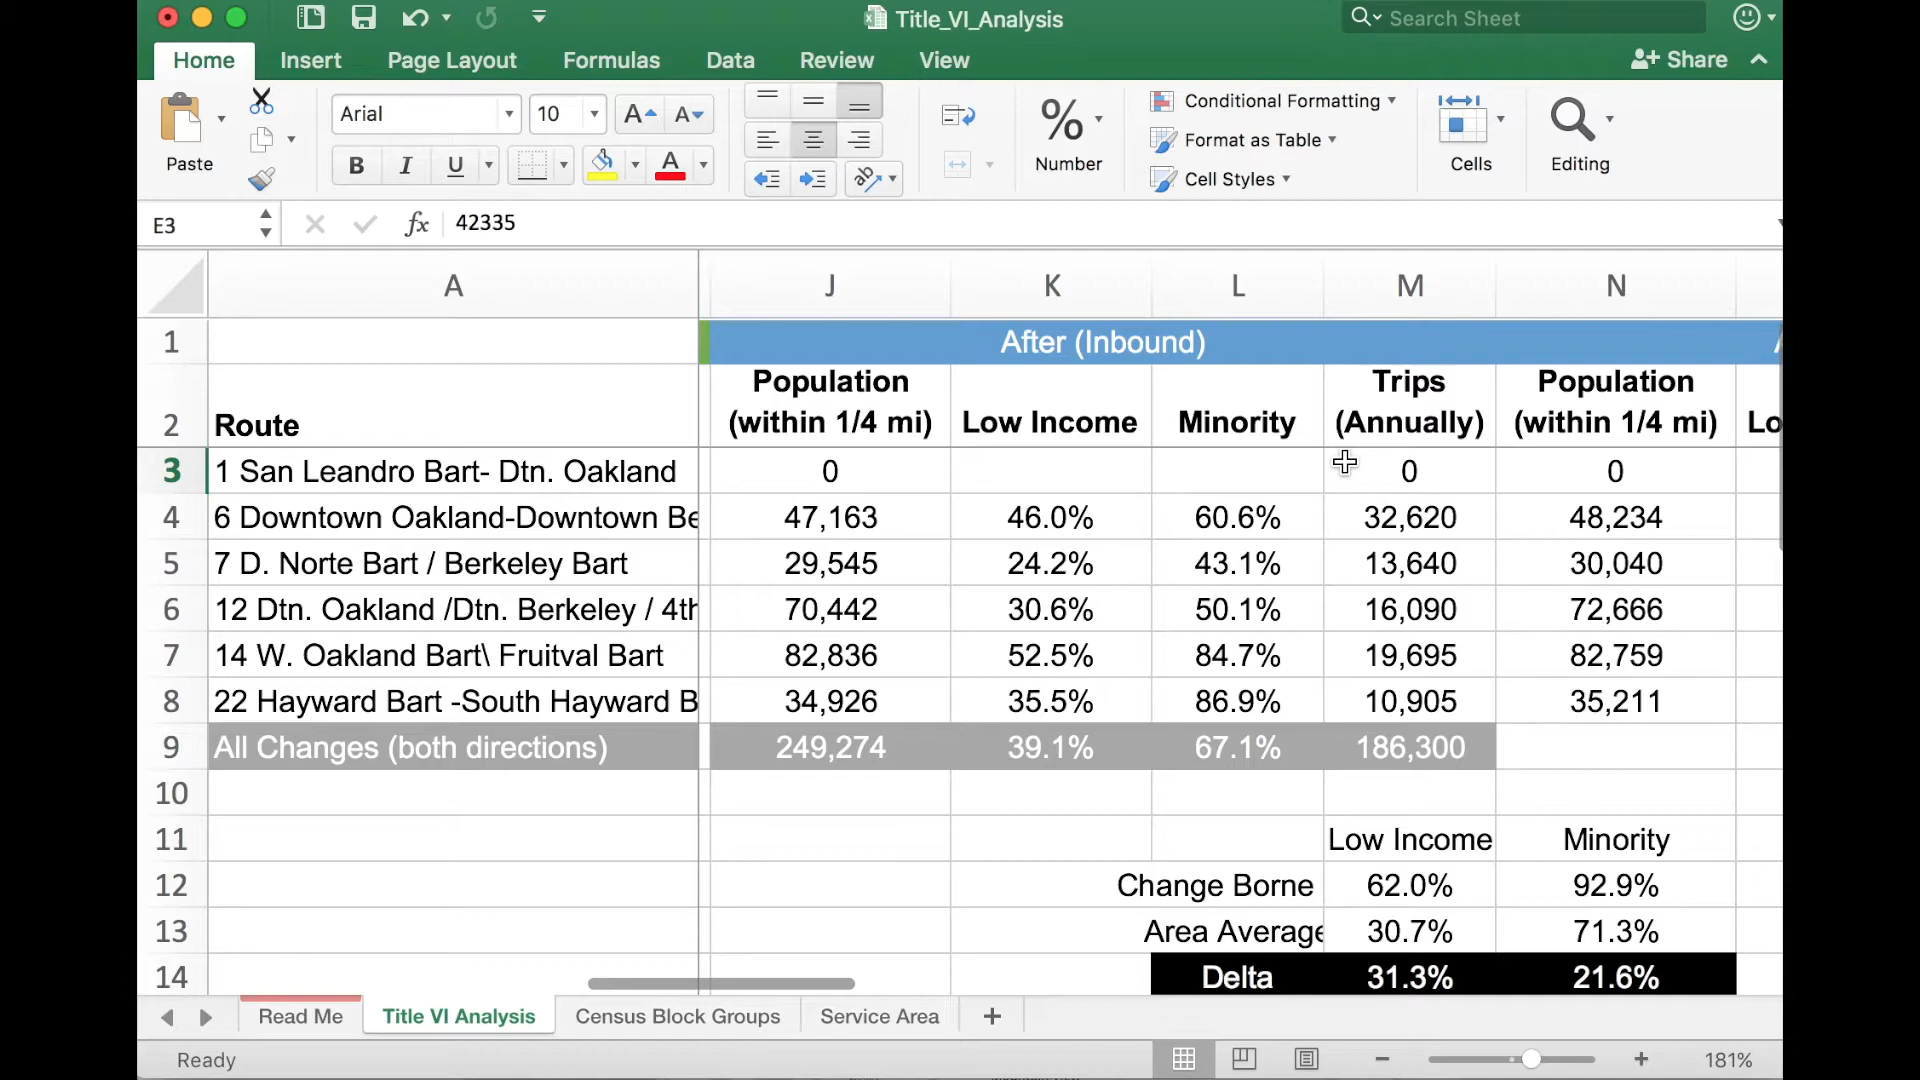 Title_VI_Analysis
Search Sheet
Home Insert Page Layout Formulas Data Review View
Share
Paste
Arial 10
B I U
Number
Conditional Formatting
Format as Table
Cell Styles
Cells
Editing
E3 fx 42335
A J K L M N
1 After (Inbound)
Population Trips Population
2 Route (within 1/4 mi) Low Income Minority (Annually) (within 1/4 mi) Lo
3 1 San Leandro Bart- Dtn. Oakland 0 0 0
4 6 Downtown Oakland-Downtown Be 47,163 46.0% 60.6% 32,620 48,234
5 7 D. Norte Bart / Berkeley Bart 29,545 24.2% 43.1% 13,640 30,040
6 12 Dtn. Oakland /Dtn. Berkeley / 4th 70,442 30.6% 50.1% 16,090 72,666
7 14 W. Oakland Bart\ Fruitval Bart 82,836 52.5% 84.7% 19,695 82,759
8 22 Hayward Bart -South Hayward B 34,926 35.5% 86.9% 10,905 35,211
9 All Changes (both directions) 249,274 39.1% 67.1% 186,300
10
11 Low Income Minority
12 Change Borne 62.0% 92.9%
13 Area Average 30.7% 71.3%
14 Delta 31.3% 21.6%
Read Me Title VI Analysis Census Block Groups Service Area +
Ready 181%